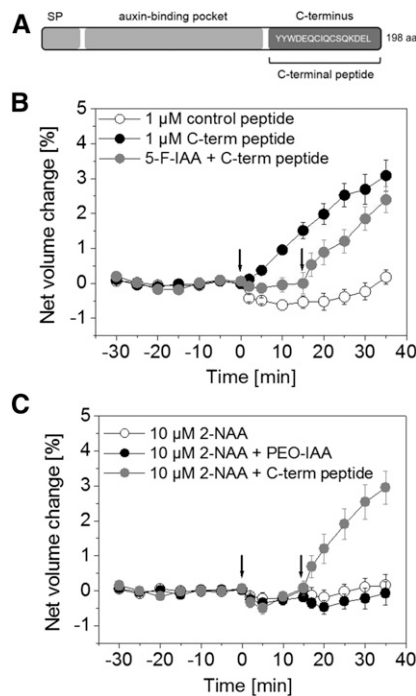 A
SP auxin-binding pocket C-terminus
YYWDEQCIQCSQKDEL 198 aa
C-terminal peptide
B
1 µM control peptide
1 µM C-term peptide
5-F-IAA + C-term peptide
Net volume change [%]
5
4
3
2
1
0
-1
-30 -20 -10 0 10 20 30 40
Time [min]
C
10 µM 2-NAA
10 µM 2-NAA + PEO-IAA
10 µM 2-NAA + C-term peptide
Net volume change [%]
5
4
3
2
1
0
-1
-30 -20 -10 0 10 20 30 40
Time [min]